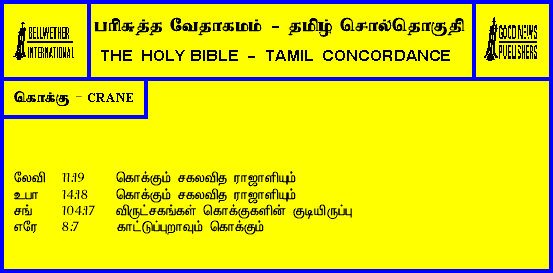 BELLWETHER
INTERNATIONAL
பரிசுத்த வேதாகமம் - தமிழ் சொல்தொகுதி
THE HOLY BIBLE - TAMIL CONCORDANCE
GOOD NEWS
PUBLISHERS
கொக்கு - CRANE
லேவி 11:19 கொக்கும் சகலவித ராஜாளியும்
உபா 14:18 கொக்கும் சகலவித ராஜாளியும்
சங் 104:17 விருட்சகங்கள் கொக்குகளின் குடியிருப்பு
எரே 8:7 காட்டுப்புறாவும் கொக்கும்